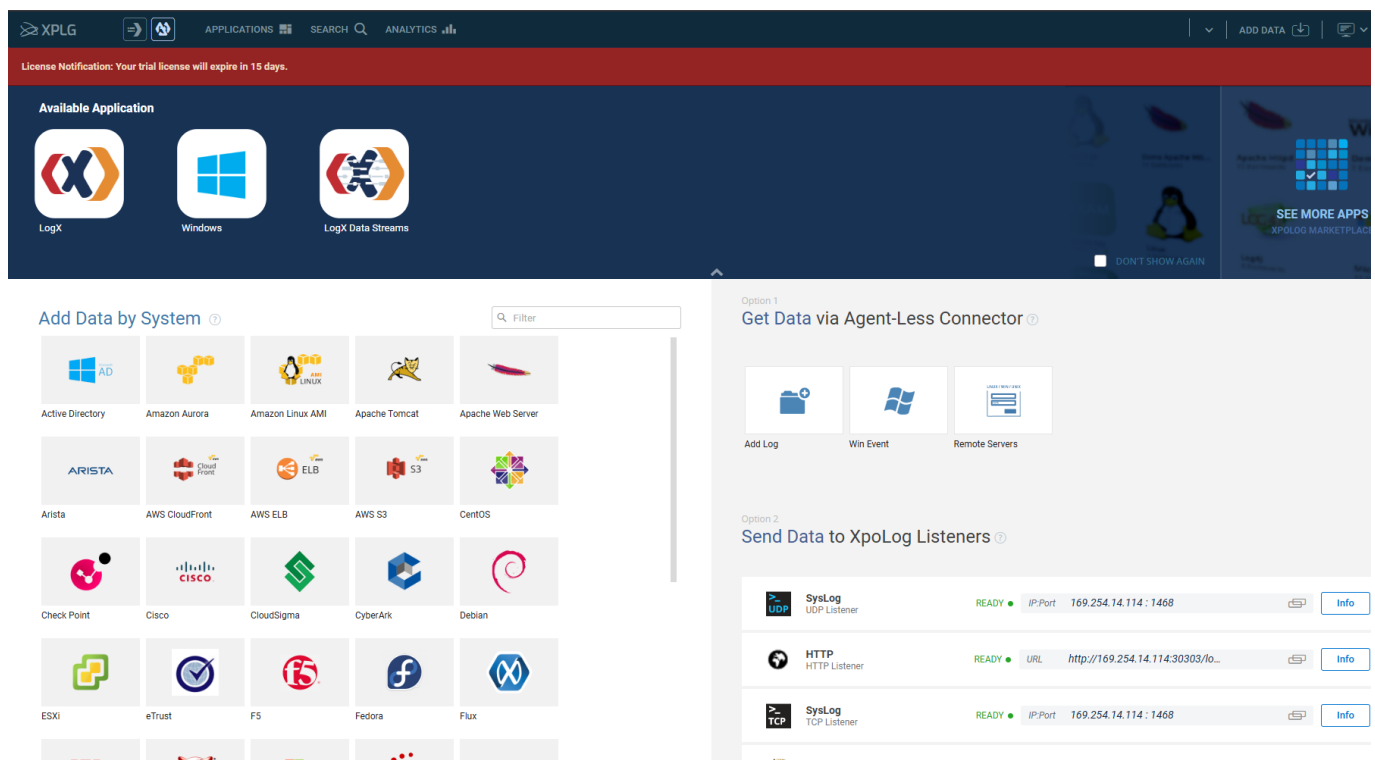 XPLG
APPLICATIONS
SEARCH
ANALYTICS
ADD DATA
License Notification: Your trial license will expire in 15 days.
Available Application
LogX
Windows
LogX Data Streams
SEE MORE APPS
XPOLOG MARKETPLAC
DON'T SHOW AGAIN
Add Data by System
Filter
AD
AMI
LINUX
Active Directory
Amazon Aurora
Amazon Linux AMI
Apache Tomcat
Apache Web Server
ARISTA
Cloud
Front
ELB
S3
Arista
AWS CloudFront
AWS ELB
AWS S3
CentOS
CISCO
Check Point
Cisco
CloudSigma
CyberArk
Debian
ESXi
eTrust
F5
Fedora
Flux
Option 1
Get Data via Agent-Less Connector
Add Log
Win Event
Remote Servers
Option 2
Send Data to XpoLog Listeners
>_
UDP
SysLog
UDP Listener
READY
IP:Port
169.254.14.114 : 1468
Info
HTTP
HTTP Listener
READY
URL
http://169.254.14.114:30303/lo...
Info
>_
TCP
SysLog
TCP Listener
READY
IP:Port
169.254.14.114 : 1468
Info